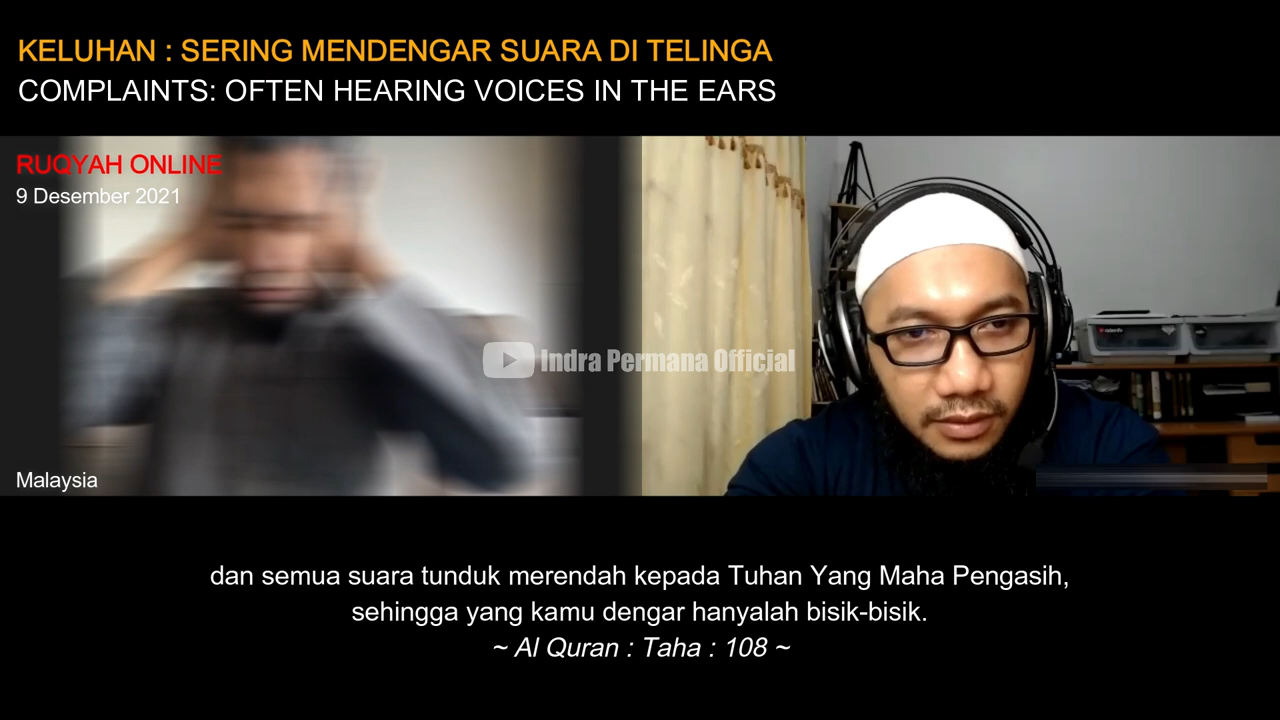 KELUHAN : SERING MENDENGAR SUARA DI TELINGA
COMPLAINTS: OFTEN HEARING VOICES IN THE EARS
RUQYAH ONLINE
9 Desember 2021
Indra Permana Official
Malaysia
dan semua suara tunduk merendah kepada Tuhan Yang Maha Pengasih,
sehingga yang kamu dengar hanyalah bisik-bisik.
~ Al Quran : Taha : 108 ~